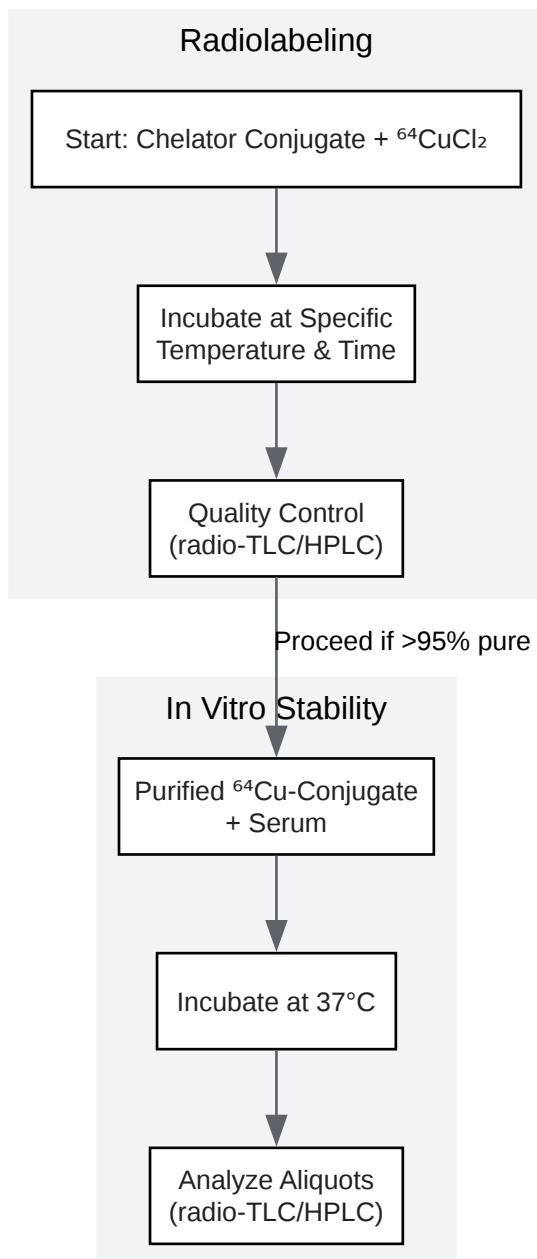 Radiolabeling
Start: Chelator Conjugate + ⁶⁴CuCl₂
Incubate at Specific
Temperature & Time
Quality Control
(radio-TLC/HPLC)
Proceed if >95% pure
In Vitro Stability
Purified ⁶⁴Cu-Conjugate
+ Serum
Incubate at 37°C
Analyze Aliquots
(radio-TLC/HPLC)